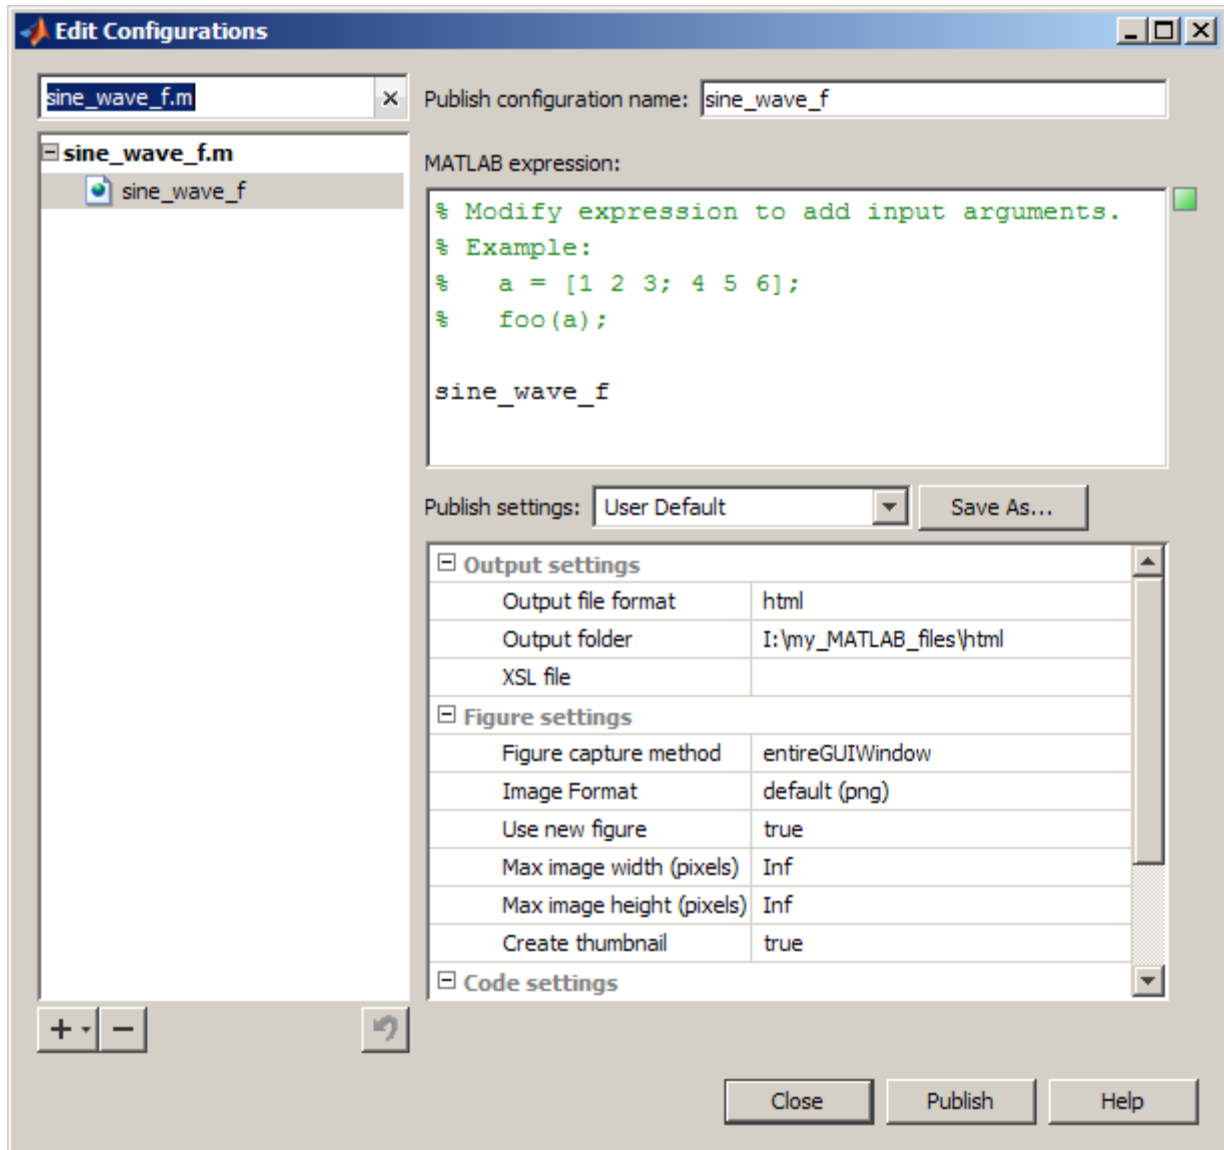 Edit Configurations
sine_wave_f.m
Publish configuration name: sine_wave_f
sine_wave_f.m
sine_wave_f
MATLAB expression:
% Modify expression to add input arguments.
% Example:
%   a = [1 2 3; 4 5 6];
%   foo(a);
sine_wave_f
Publish settings: User Default Save As...
Output settings
Output file format html
Output folder I:\my_MATLAB_files\html
XSL file
Figure settings
Figure capture method entireGUIWindow
Image Format default (png)
Use new figure true
Max image width (pixels) Inf
Max image height (pixels) Inf
Create thumbnail true
Code settings
Close Publish Help